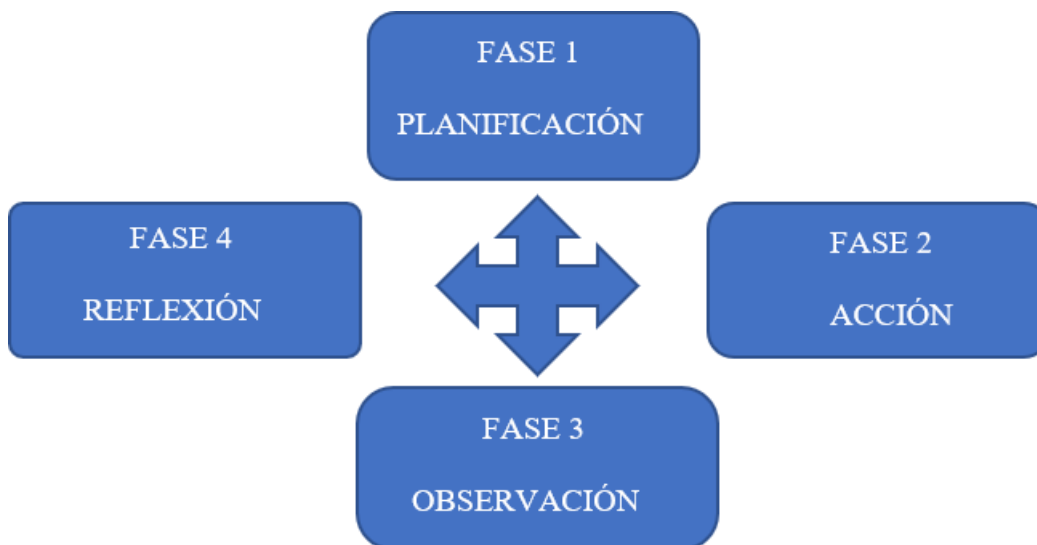 FASE 1
PLANIFICACIÓN
FASE 4
REFLEXIÓN
FASE 2
ACCIÓN
FASE 3
OBSERVACIÓN